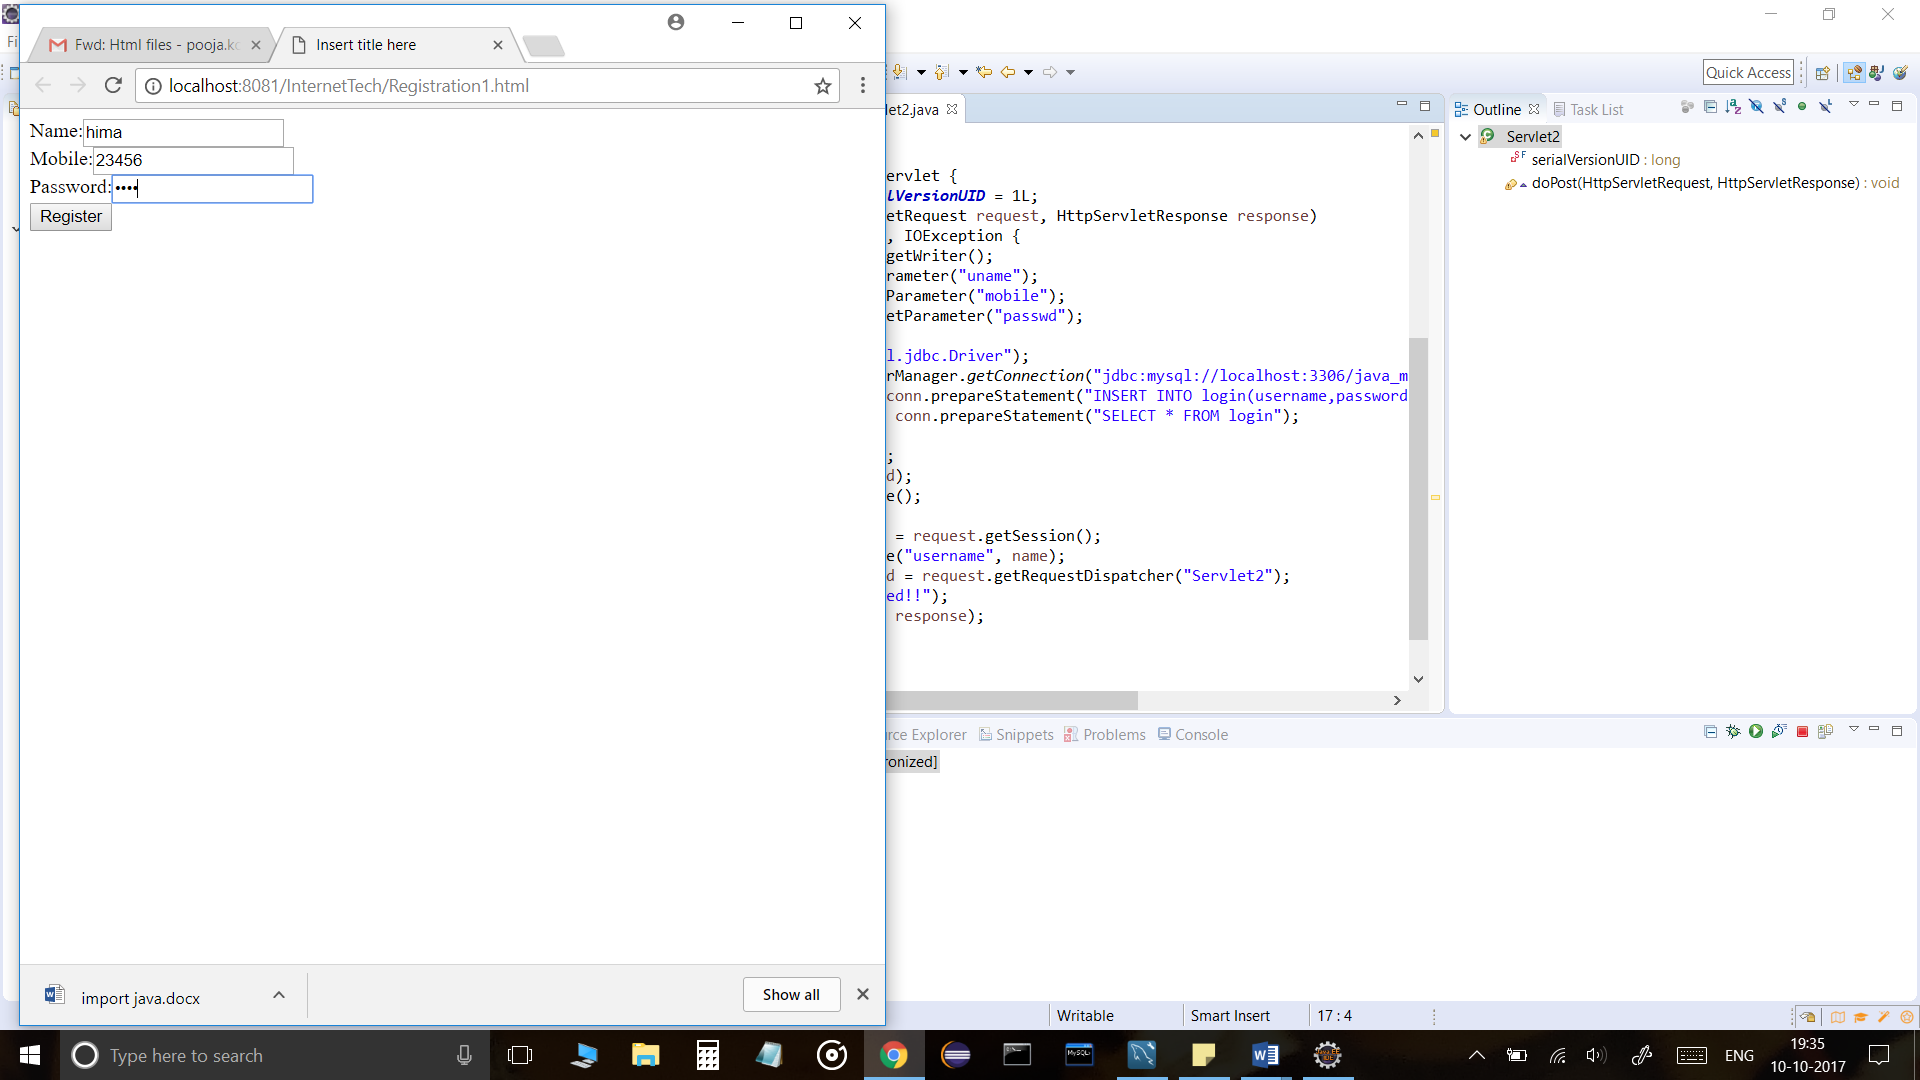 Fwd: Html files - pooja.k
Insert title here
localhost:8081/InternetTech/Registration1.html
Name:hima
Mobile:23456
Password:••••
Register
import java.docx
Show all
Fi
Quick Access
let2.java
ervlet {
lVersionUID = 1L;
etRequest request, HttpServletResponse response)
, IOException {
getWriter();
rameter("uname");
Parameter("mobile");
etParameter("passwd");
l.jdbc.Driver");
rManager.getConnection("jdbc:mysql://localhost:3306/java_m
conn.prepareStatement("INSERT INTO login(username,password
conn.prepareStatement("SELECT * FROM login");
;
d);
e();
= request.getSession();
e("username", name);
d = request.getRequestDispatcher("Servlet2");
ed!!");
response);
Outline
Task List
Servlet2
serialVersionUID : long
doPost(HttpServletRequest, HttpServletResponse) : void
urce Explorer
Snippets
Problems
Console
ronized]
Writable
Smart Insert
17 : 4
Type here to search
MySQL
ENG
19:35
10-10-2017